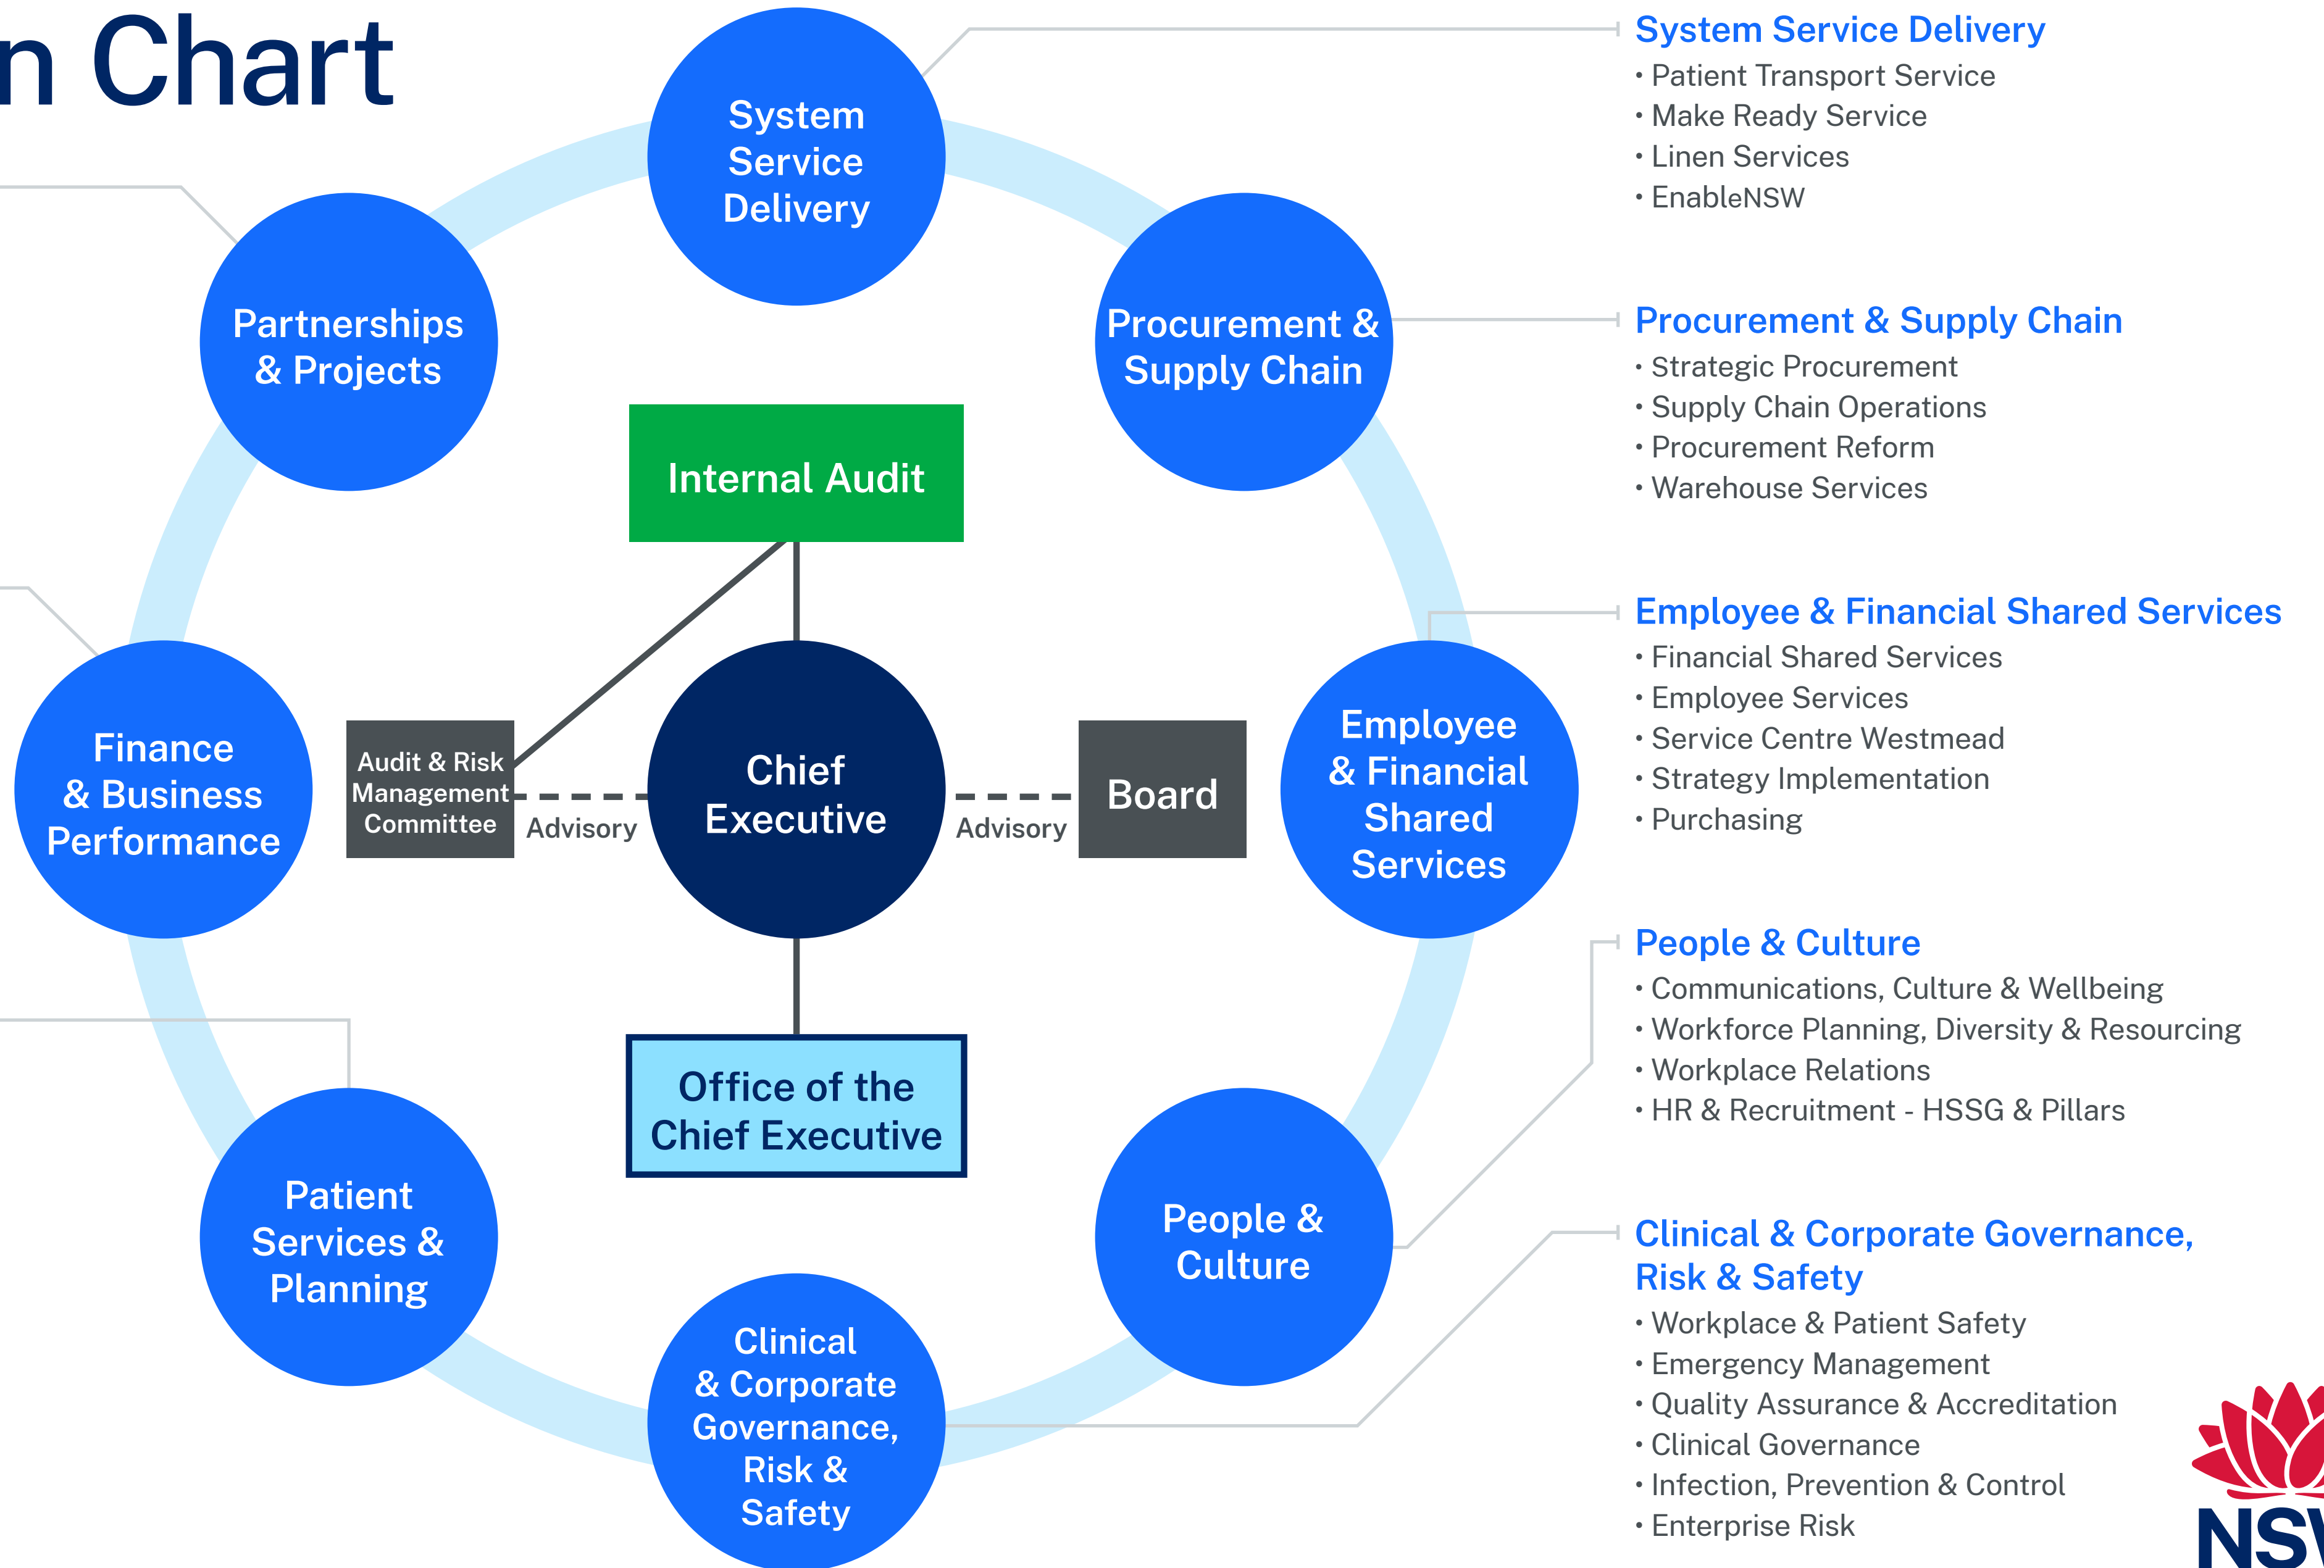 n Chart
System
Service
Delivery
Partnerships
& Projects
Procurement &
Supply Chain
Internal Audit
Finance
& Business
Performance
Audit & Risk
Management
Committee
Advisory
Chief
Executive
Advisory
Board
Employee
& Financial
Shared
Services
Office of the
Chief Executive
Patient
Services &
Planning
People &
Culture
Clinical
& Corporate
Governance,
Risk &
Safety
System Service Delivery
• Patient Transport Service
• Make Ready Service
• Linen Services
• EnableNSW
Procurement & Supply Chain
• Strategic Procurement
• Supply Chain Operations
• Procurement Reform
• Warehouse Services
Employee & Financial Shared Services
• Financial Shared Services
• Employee Services
• Service Centre Westmead
• Strategy Implementation
• Purchasing
People & Culture
• Communications, Culture & Wellbeing
• Workforce Planning, Diversity & Resourcing
• Workplace Relations
• HR & Recruitment - HSSG & Pillars
Clinical & Corporate Governance,
Risk & Safety
• Workplace & Patient Safety
• Emergency Management
• Quality Assurance & Accreditation
• Clinical Governance
• Infection, Prevention & Control
• Enterprise Risk
NSW